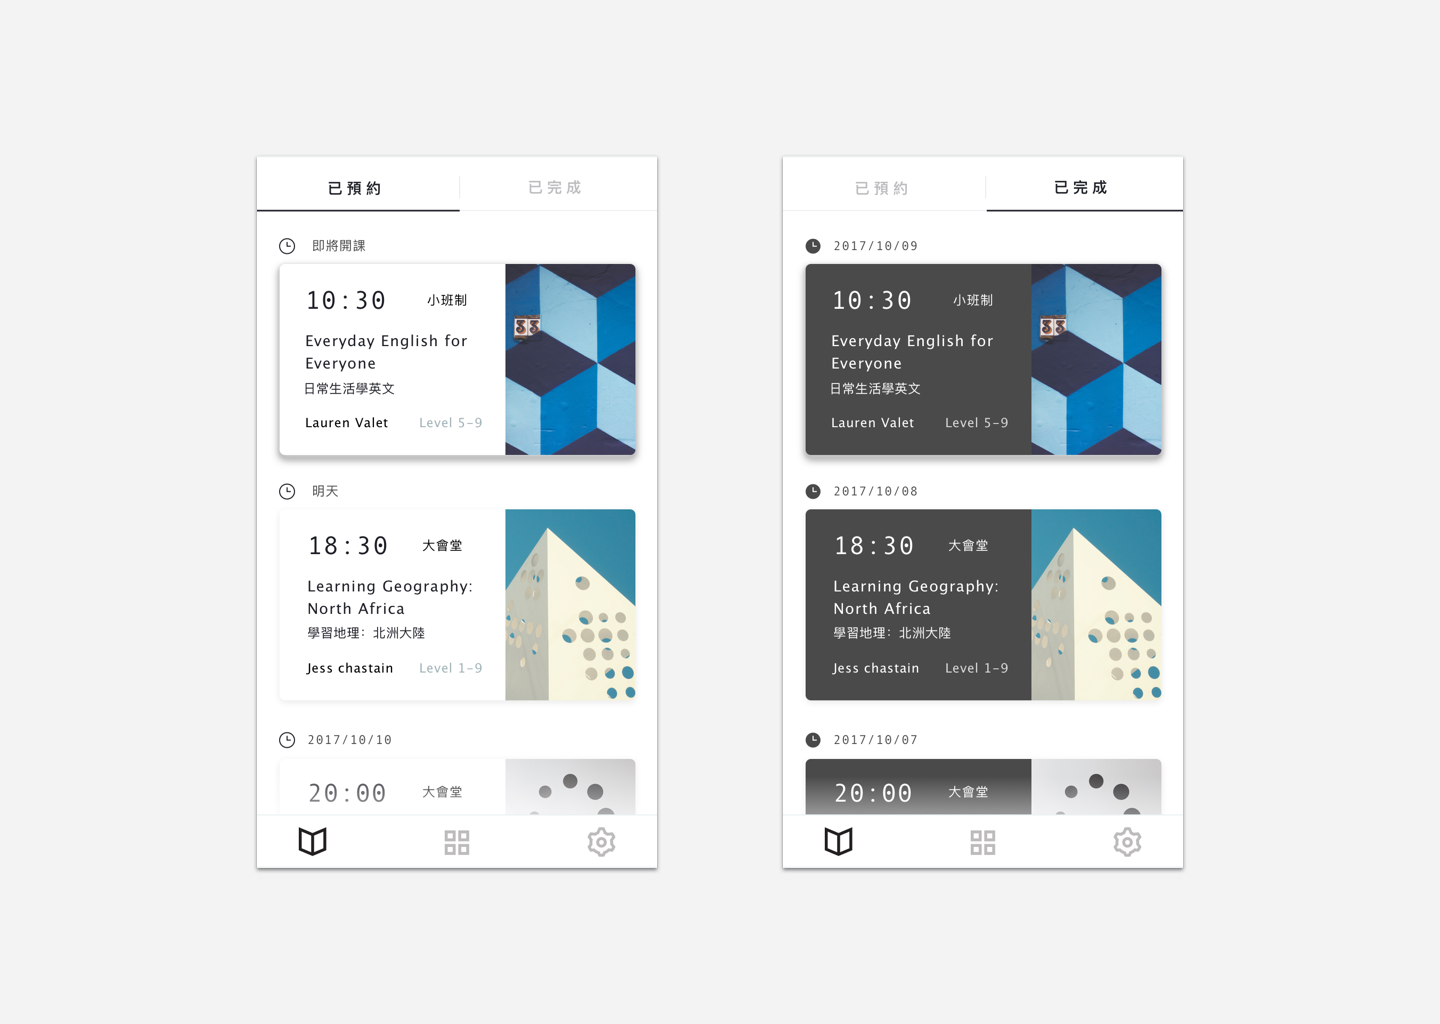 已預約
已完成
即將開課
10:30
小班制
Everyday English for
Everyone
日常生活學英文
Lauren Valet
Level 5-9
33
明天
18:30
大會堂
Learning Geography:
North Africa
學習地理：北洲大陸
Jess chastain
Level 1-9
2017/10/10
20:00
大會堂
已預約
已完成
2017/10/09
10:30
小班制
Everyday English for
Everyone
日常生活學英文
Lauren Valet
Level 5-9
33
2017/10/08
18:30
大會堂
Learning Geography:
North Africa
學習地理：北洲大陸
Jess chastain
Level 1-9
2017/10/07
20:00
大會堂